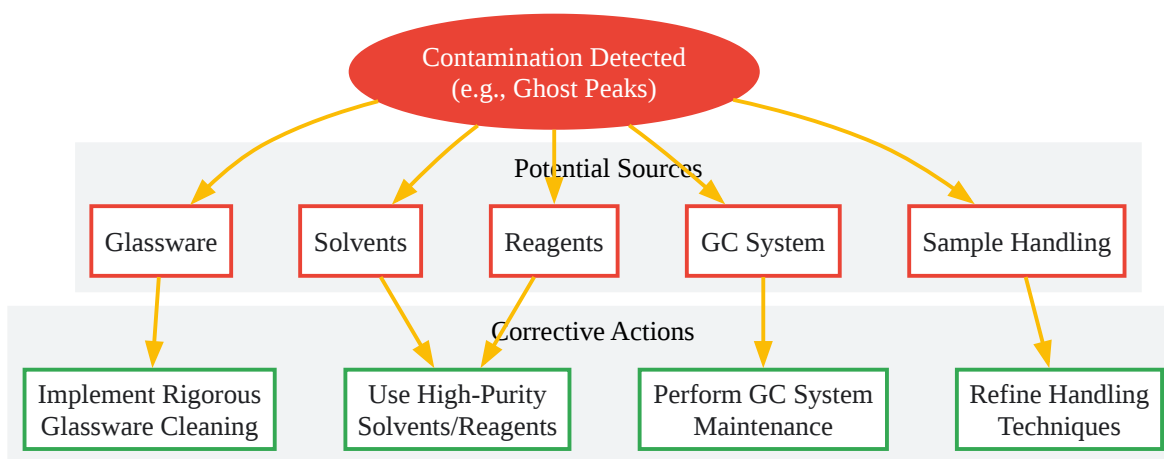 Contamination Detected
(e.g., Ghost Peaks)
Potential Sources
Glassware
Solvents
Reagents
GC System
Sample Handling
Corrective Actions
Implement Rigorous
Glassware Cleaning
Use High-Purity
Solvents/Reagents
Perform GC System
Maintenance
Refine Handling
Techniques